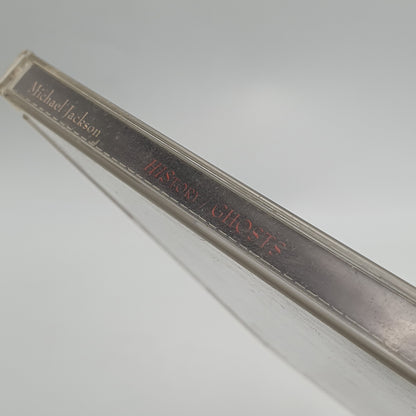 Michael Jackson
HIStory / GHOSTS